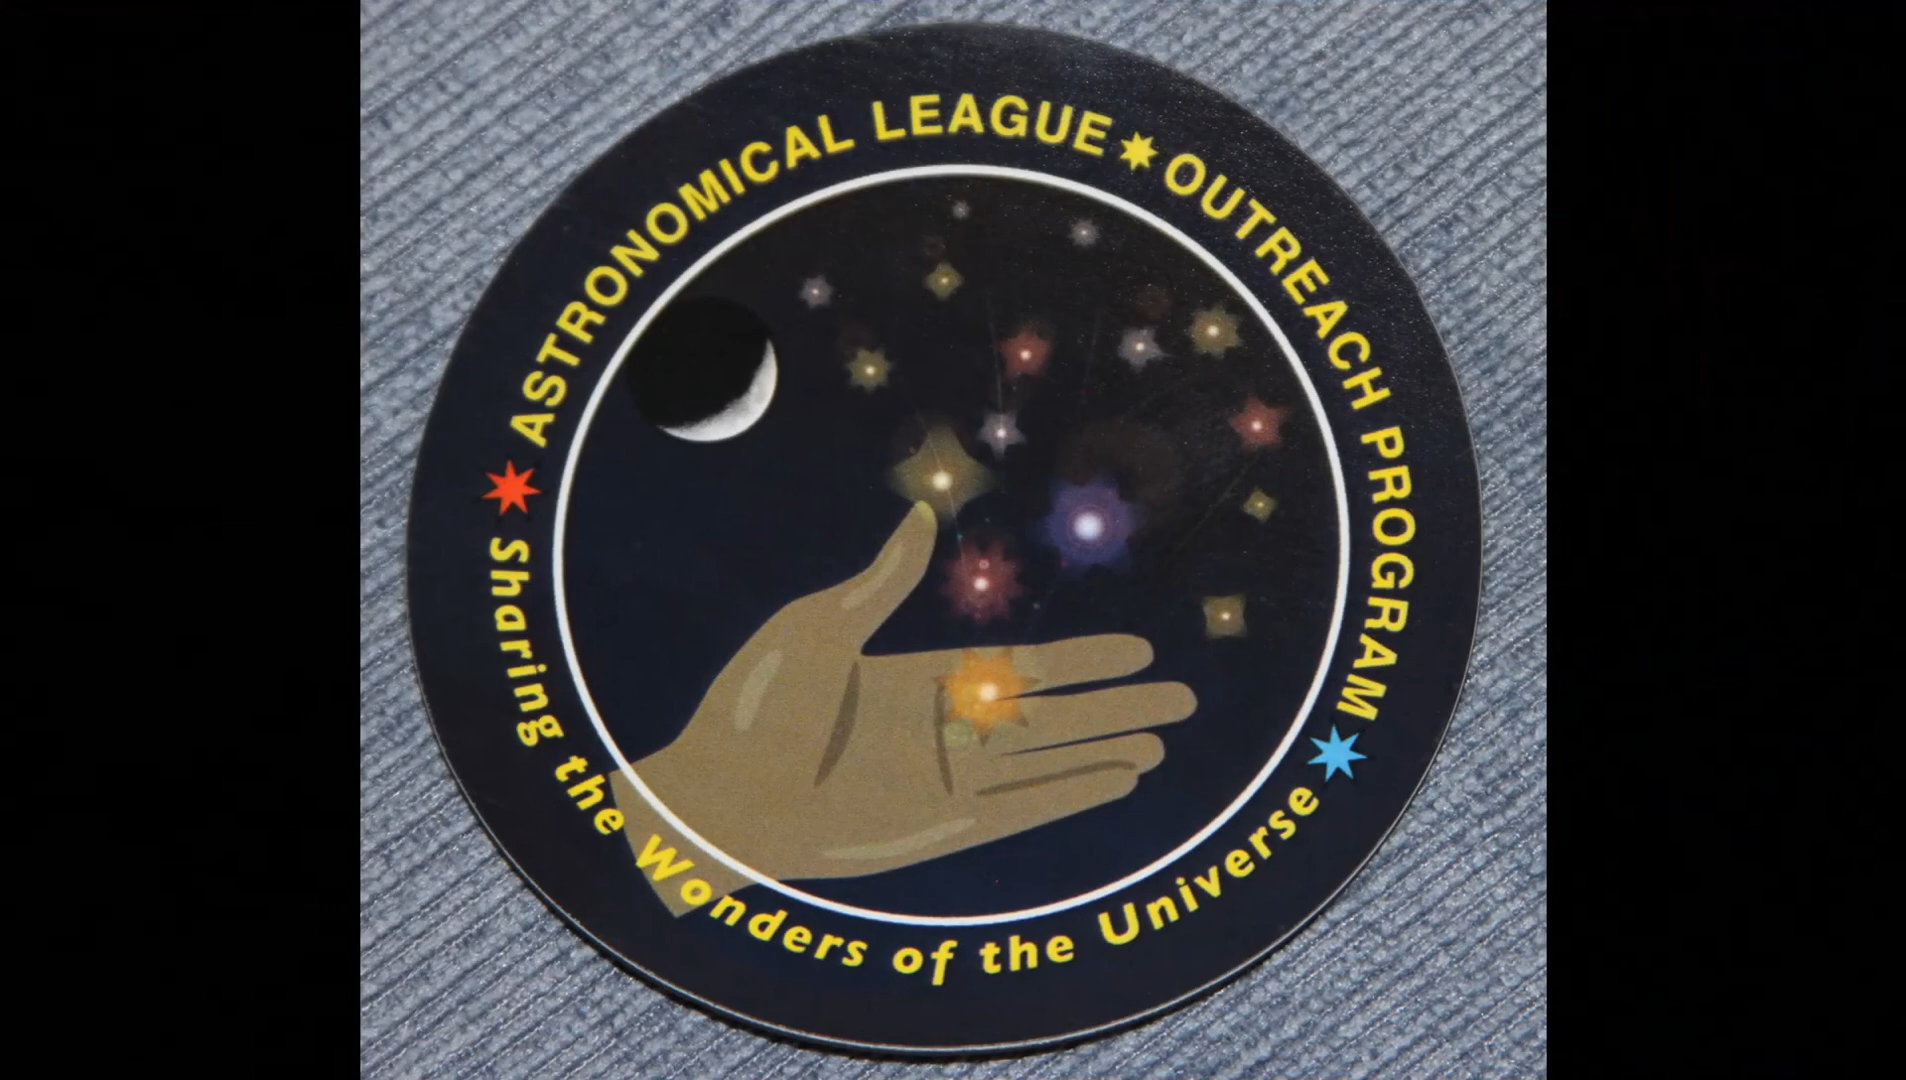 ASTRONOMICAL LEAGUE ✷ OUTREACH PROGRAM
Sharing the Wonders of the Universe